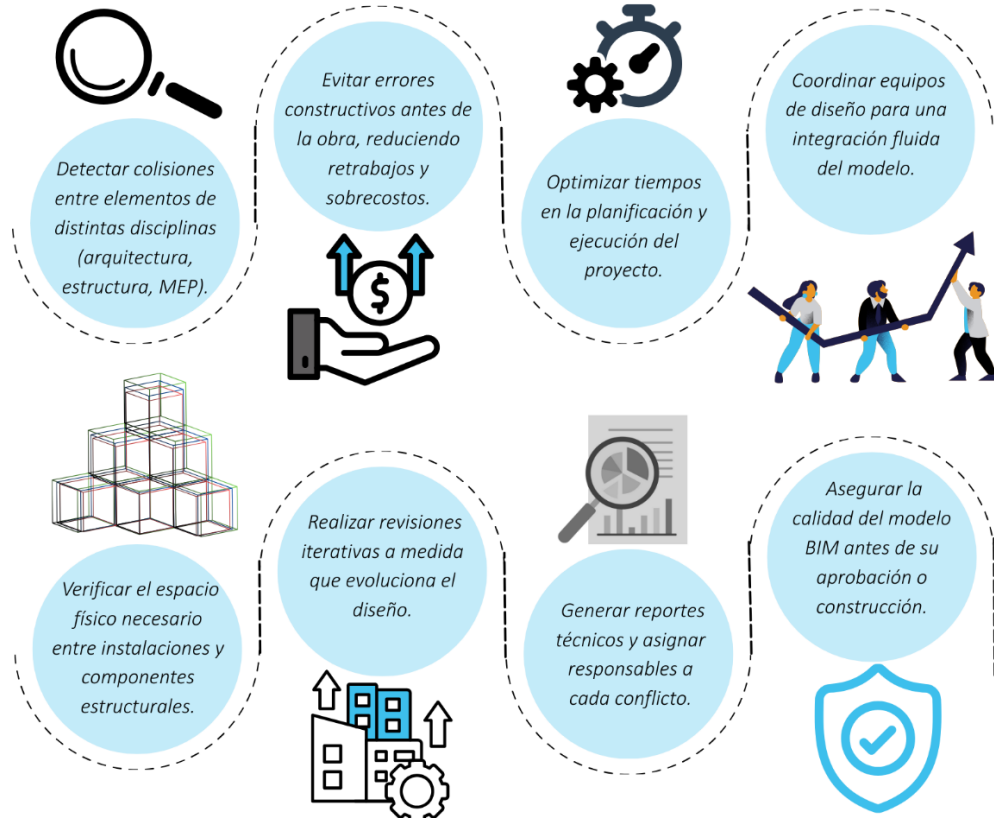 Detectar colisiones
entre elementos de
distintas disciplinas
(arquitectura,
estructura, MEP).
Evitar errores
constructivos antes de
la obra, reduciendo
retrabajos y
sobrecostos.
$
Optimizar tiempos
en la planificación y
ejecución del
proyecto.
Coordinar equipos
de diseño para una
integración fluida
del modelo.
Verificar el espacio
físico necesario
entre instalaciones y
componentes
estructurales.
Realizar revisiones
iterativas a medida
que evoluciona el
diseño.
Generar reportes
técnicos y asignar
responsables a
cada conflicto.
Asegurar la
calidad del modelo
BIM antes de su
aprobación o
construcción.